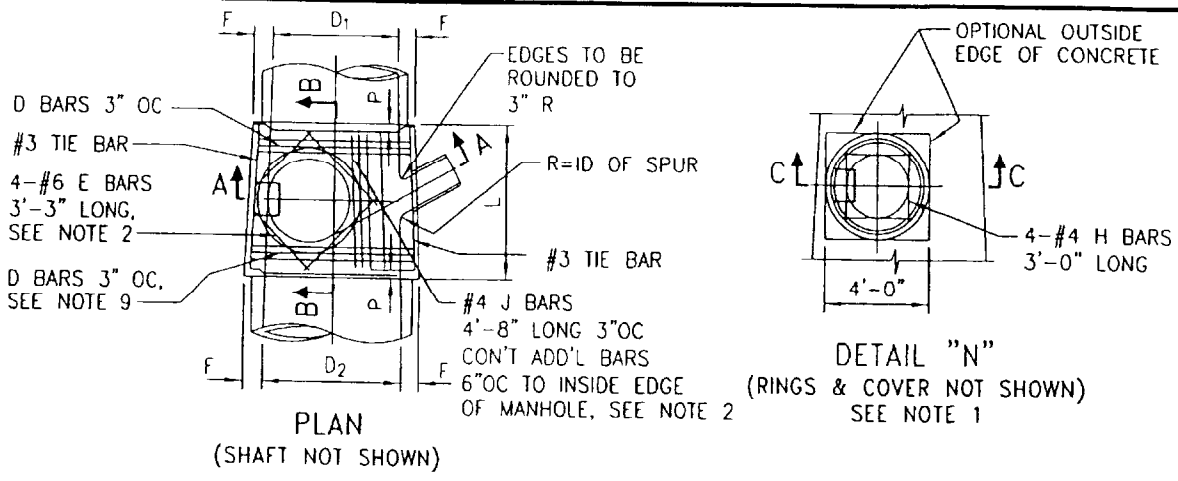 F
D1
F
EDGES TO BE
ROUNDED TO
3" R
D BARS 3" OC
#3 TIE BAR
4-#6 E BARS
3'-3" LONG,
SEE NOTE 2
D BARS 3" OC,
SEE NOTE 9
B
P
A
A
R=ID OF SPUR
L
#3 TIE BAR
B
P
#4 J BARS
4'-8" LONG 3"OC
CON'T ADD'L BARS
6"OC TO INSIDE EDGE
OF MANHOLE, SEE NOTE 2
F
D2
F
PLAN
(SHAFT NOT SHOWN)
OPTIONAL OUTSIDE
EDGE OF CONCRETE
C
C
4-#4 H BARS
3'-0" LONG
4'-0"
DETAIL "N"
(RINGS & COVER NOT SHOWN)
SEE NOTE 1